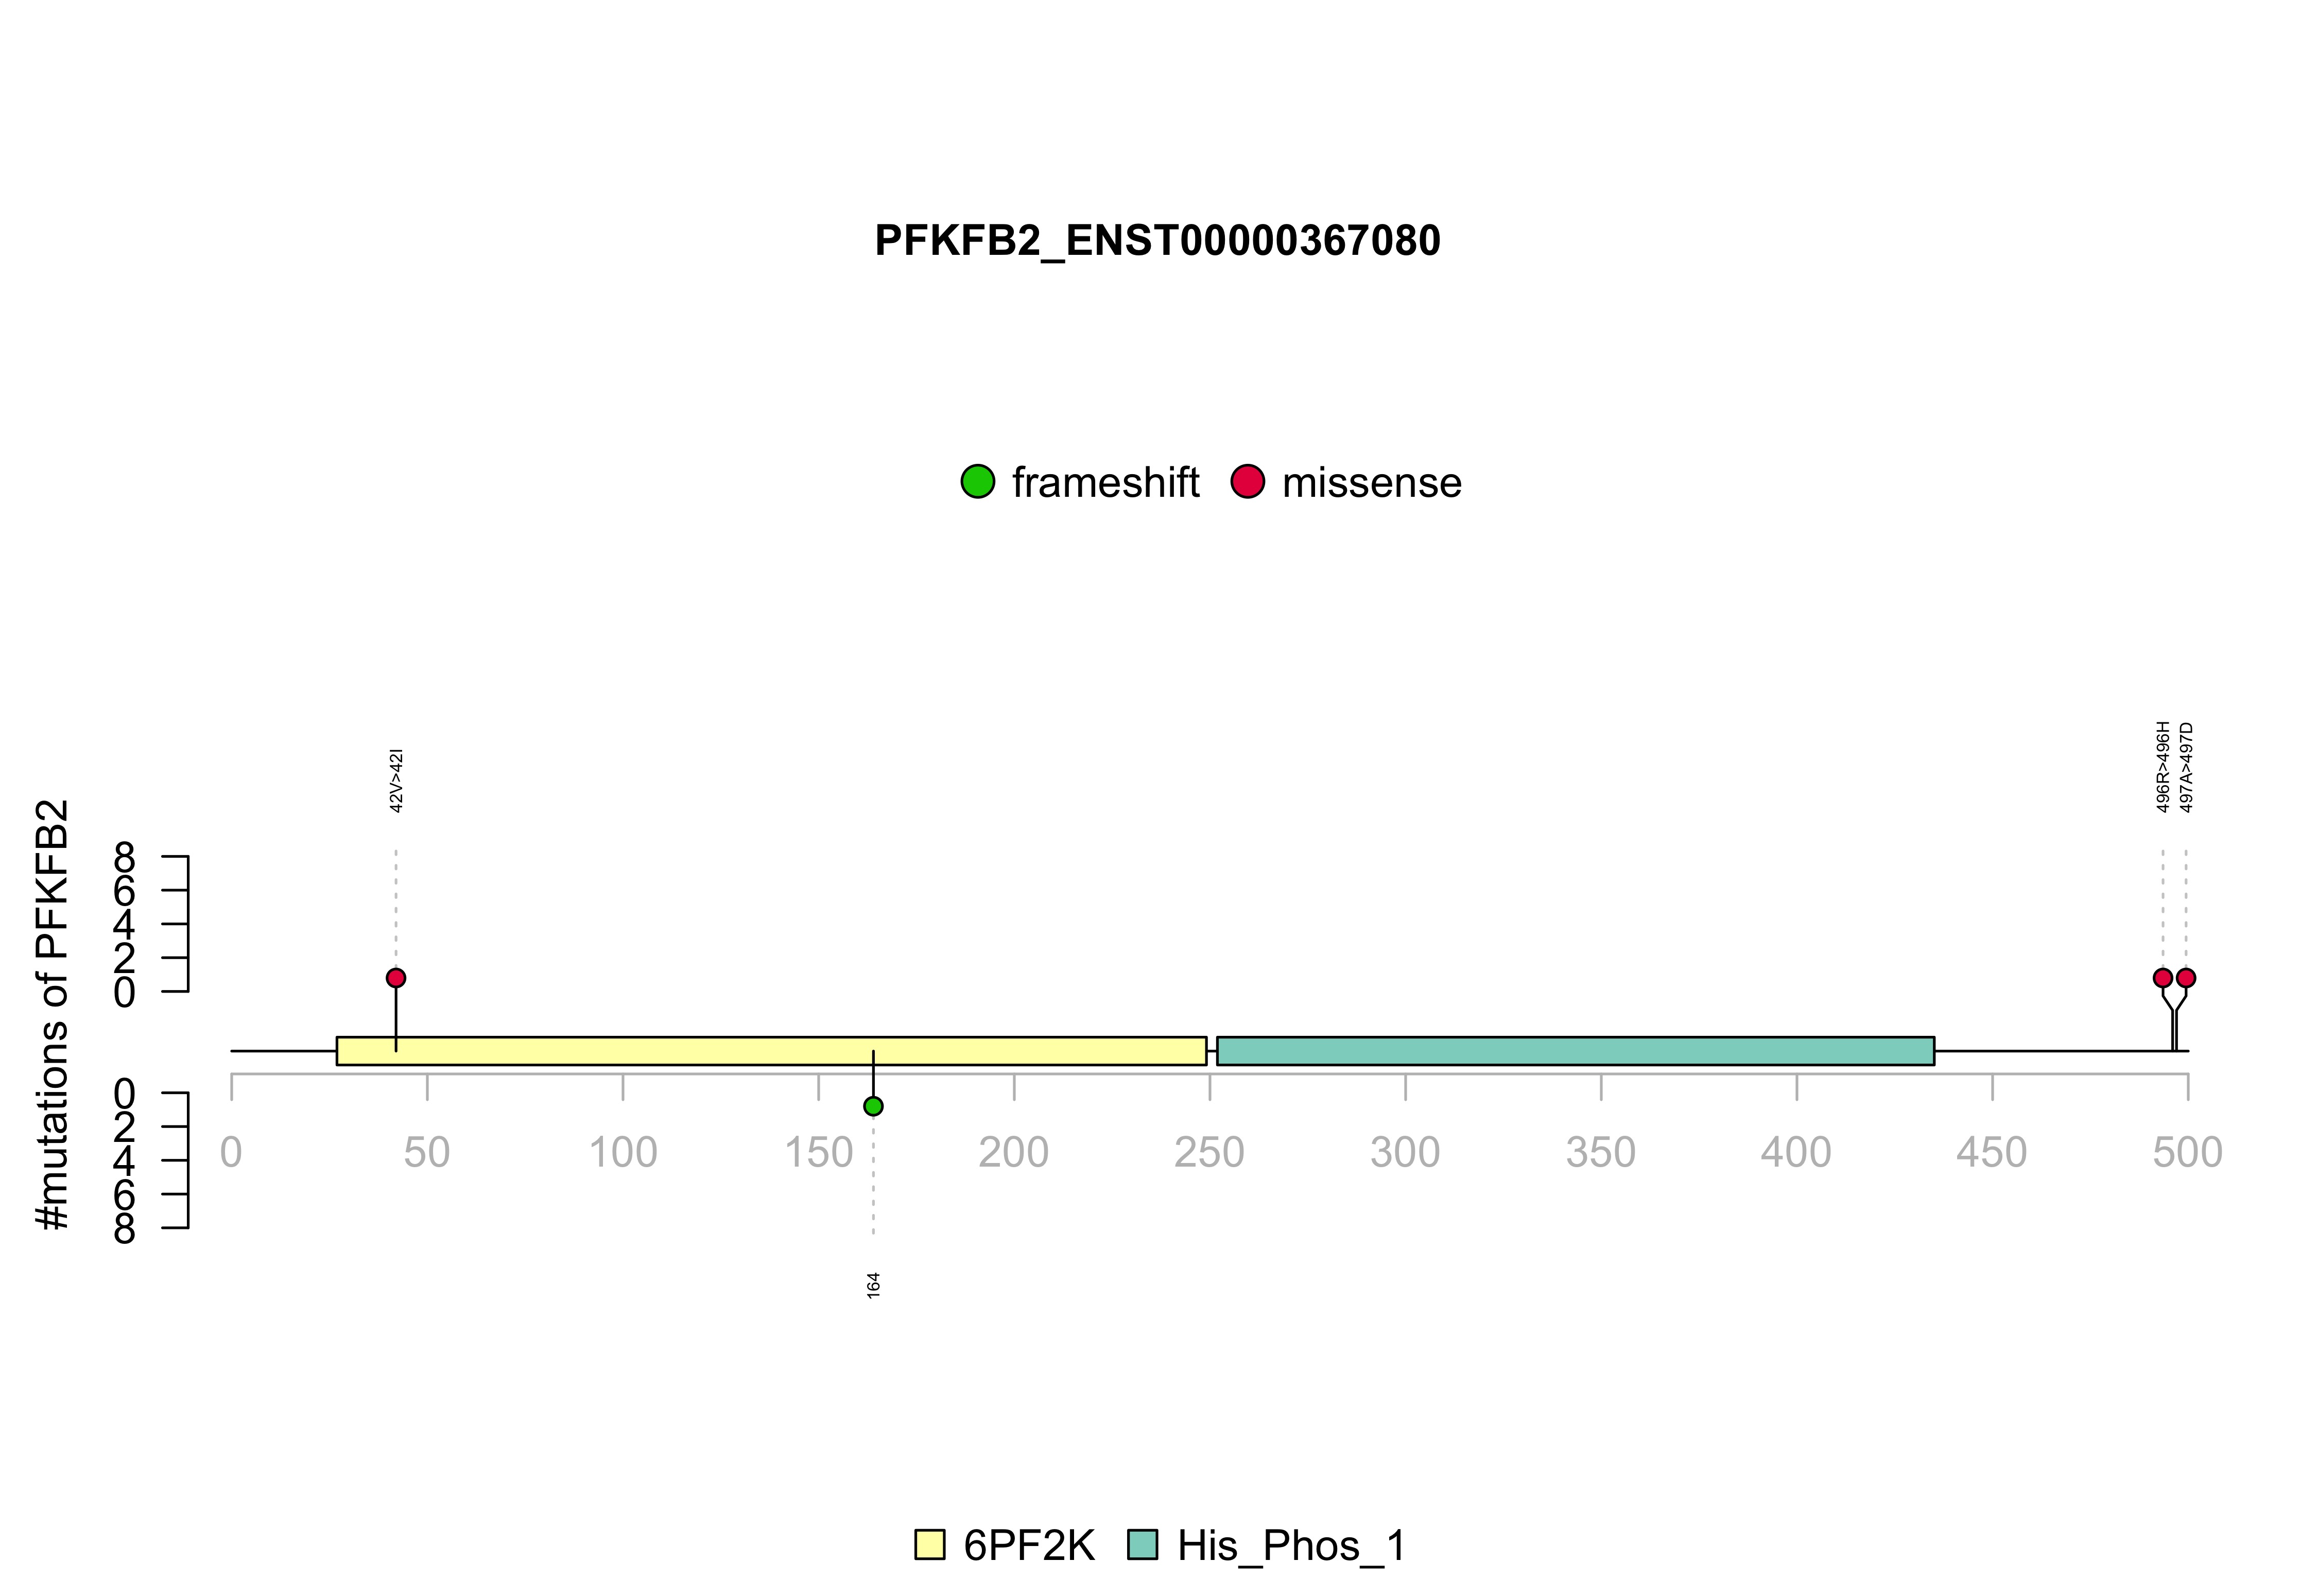 PFKFB2_ENST00000367080
frameshift missense
42V>42I
496R>496H
497A>497D
#mutations of PFKFB2
8
6
4
2
0
0
2
4
6
8
0 50 100 150 200 250 300 350 400 450 500
164
6PF2K His_Phos_1